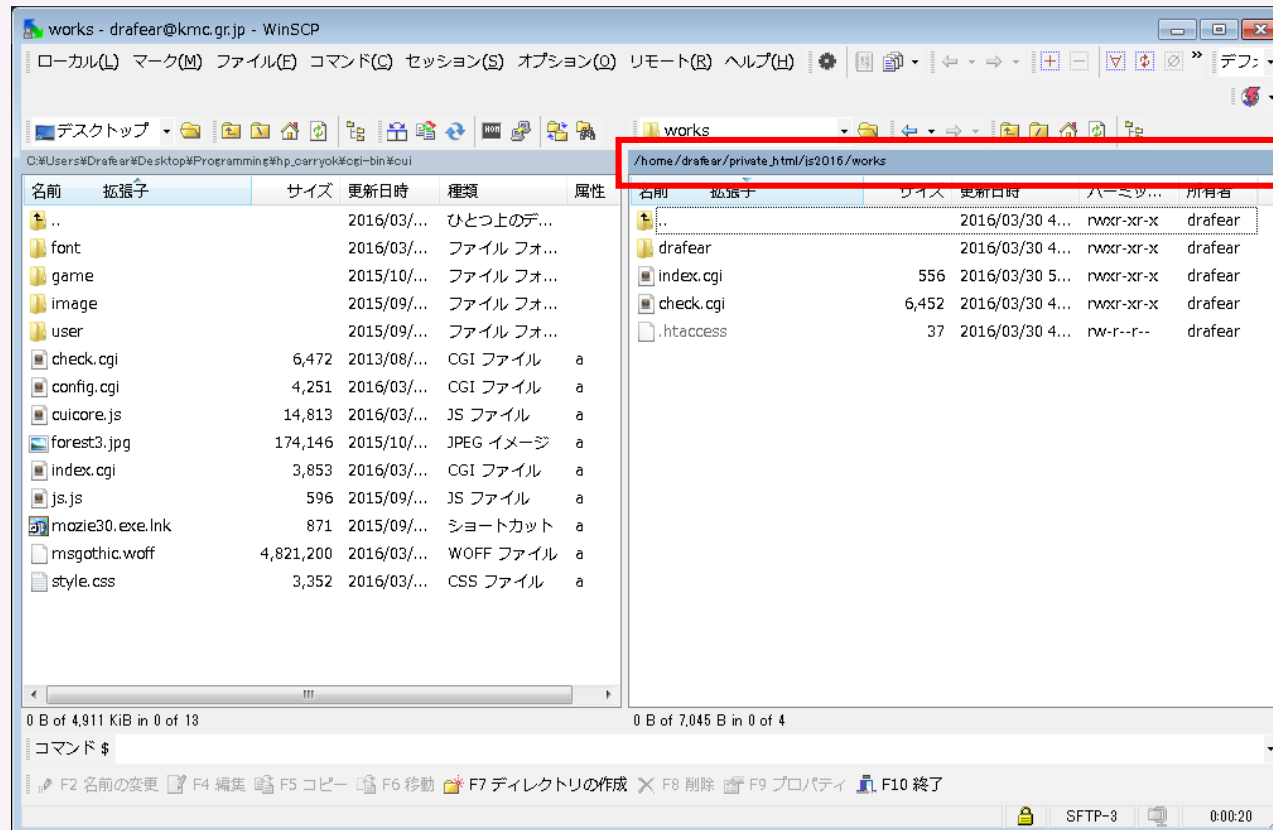 works - drafear@kmc.gr.jp - WinSCP
ローカル(L) マーク(M) ファイル(F) コマンド(C) セッション(S) オプション(O) リモート(R) ヘルプ(H) » デフ:
デスクトップ works
C:¥Users¥Drafear¥Desktop¥Programming¥hp_carryok¥cgi-bin¥cui /home/drafear/private_html/js2016/works
名前 拡張子 サイズ 更新日時 種類 属性 名前 拡張子 サイズ 更新日時 パーミッ... 所有者
.. 2016/03/... ひとつ上のデ... .. 2016/03/30 4... rwxr-xr-x drafear
font 2016/03/... ファイル フォ... drafear 2016/03/30 4... rwxr-xr-x drafear
game 2015/10/... ファイル フォ... index.cgi 556 2016/03/30 5... rwxr-xr-x drafear
image 2015/09/... ファイル フォ... check.cgi 6,452 2016/03/30 4... rwxr-xr-x drafear
user 2015/09/... ファイル フォ... .htaccess 37 2016/03/30 4... rw-r--r-- drafear
check.cgi 6,472 2013/08/... CGI ファイル a
config.cgi 4,251 2016/03/... CGI ファイル a
cuicore.js 14,813 2016/03/... JS ファイル a
forest3.jpg 174,146 2015/10/... JPEG イメージ a
index.cgi 3,853 2016/03/... CGI ファイル a
js.js 596 2015/09/... JS ファイル a
mozie30.exe.lnk 871 2015/09/... ショートカット a
msgothic.woff 4,821,200 2016/03/... WOFF ファイル a
style.css 3,352 2016/03/... CSS ファイル a
0 B of 4,911 KiB in 0 of 13 0 B of 7,045 B in 0 of 4
コマンド $
F2 名前の変更 F4 編集 F5 コピー F6 移動 F7 ディレクトリの作成 F8 削除 F9 プロパティ F10 終了
SFTP-3 0:00:20